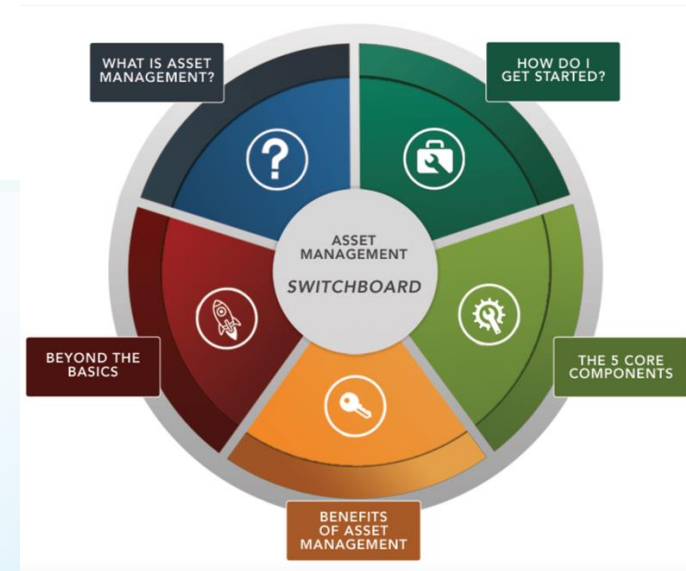 WHAT IS ASSET
MANAGEMENT?
HOW DO I
GET STARTED?
ASSET
MANAGEMENT
SWITCHBOARD
BEYOND THE
BASICS
THE 5 CORE
COMPONENTS
BENEFITS
OF ASSET
MANAGEMENT